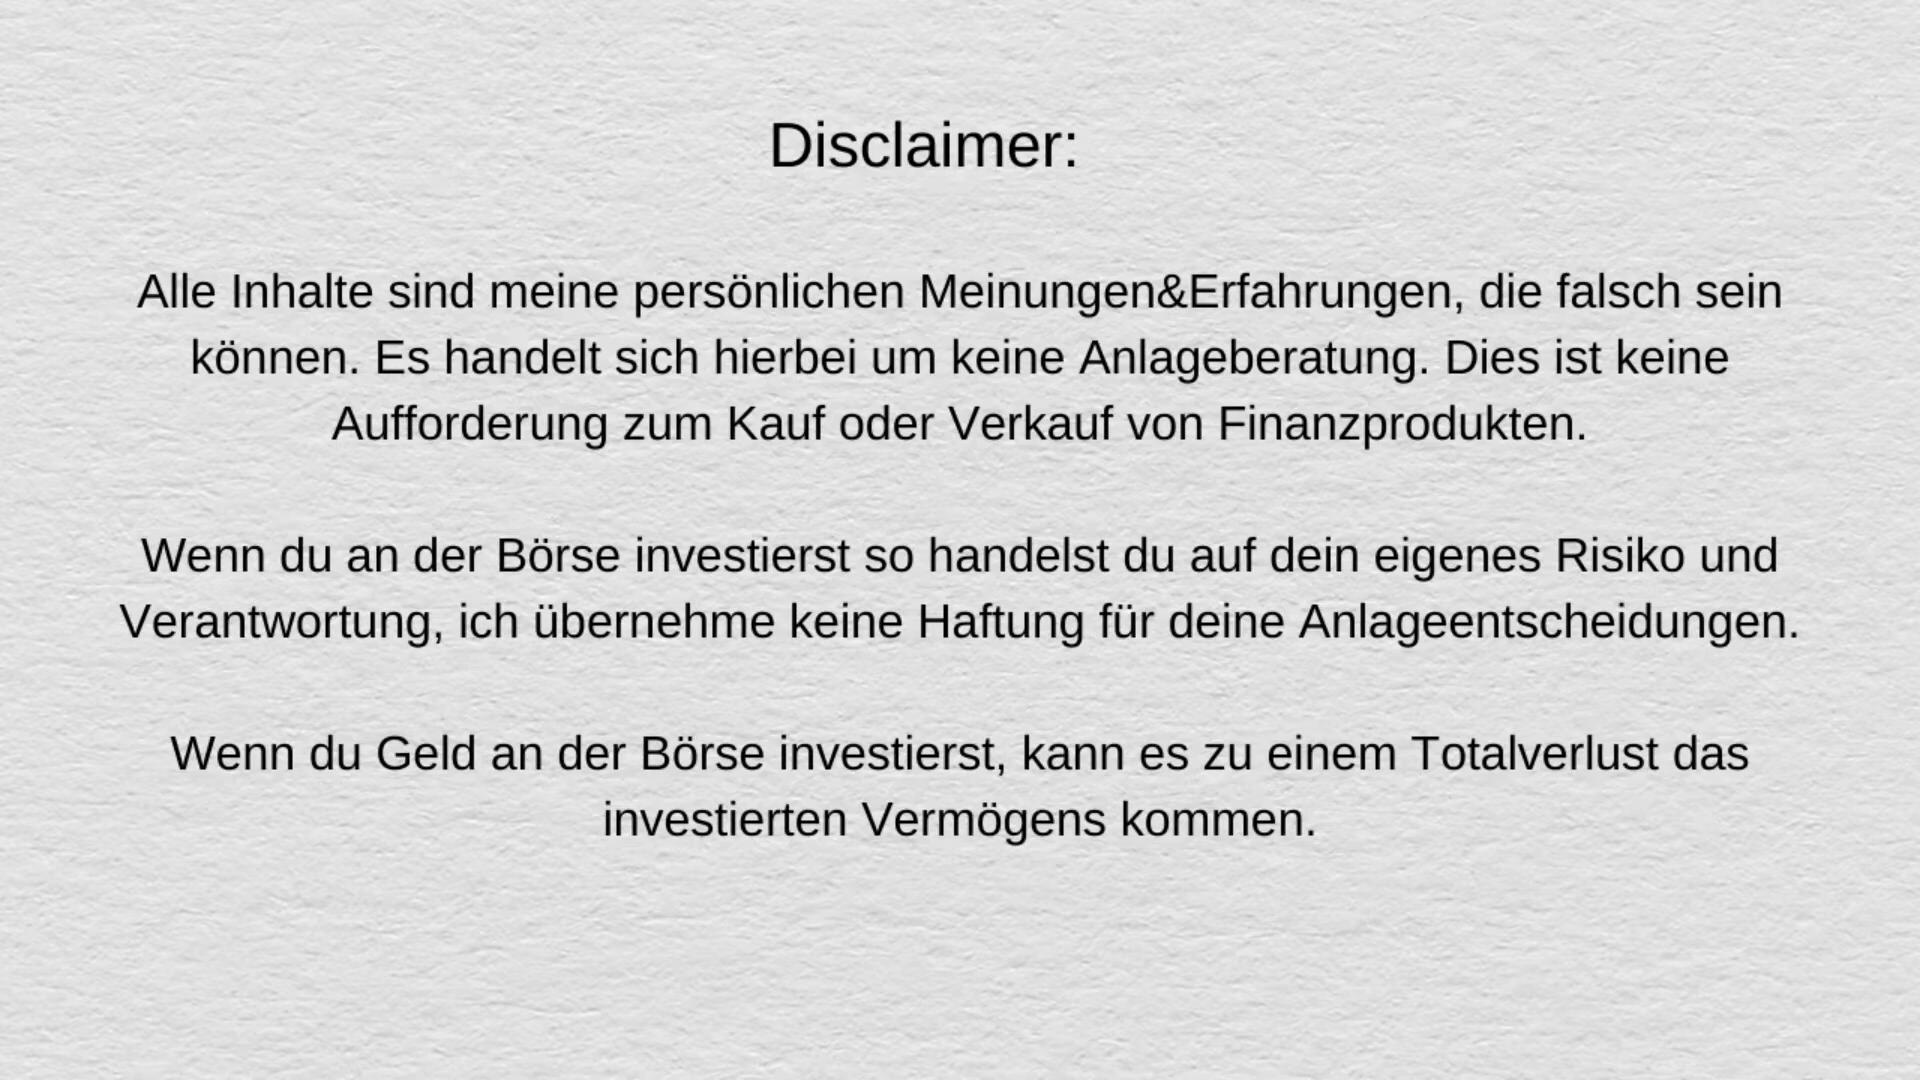 Disclaimer:
Alle Inhalte sind meine persönlichen Meinungen&Erfahrungen, die falsch sein
können. Es handelt sich hierbei um keine Anlageberatung. Dies ist keine
Aufforderung zum Kauf oder Verkauf von Finanzprodukten.
Wenn du an der Börse investierst so handelst du auf dein eigenes Risiko und
Verantwortung, ich übernehme keine Haftung für deine Anlageentscheidungen.
Wenn du Geld an der Börse investierst, kann es zu einem Totalverlust das
investierten Vermögens kommen.